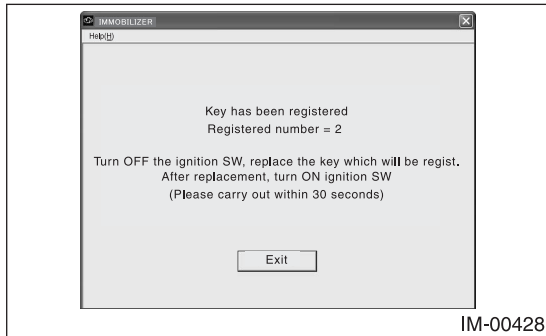 IMMOBILIZER
Help(H)
Key has been registered
Registered number = 2
Turn OFF the ignition SW, replace the key which will be regist.
After replacement, turn ON ignition SW
(Please carry out within 30 seconds)
Exit
IM-00428